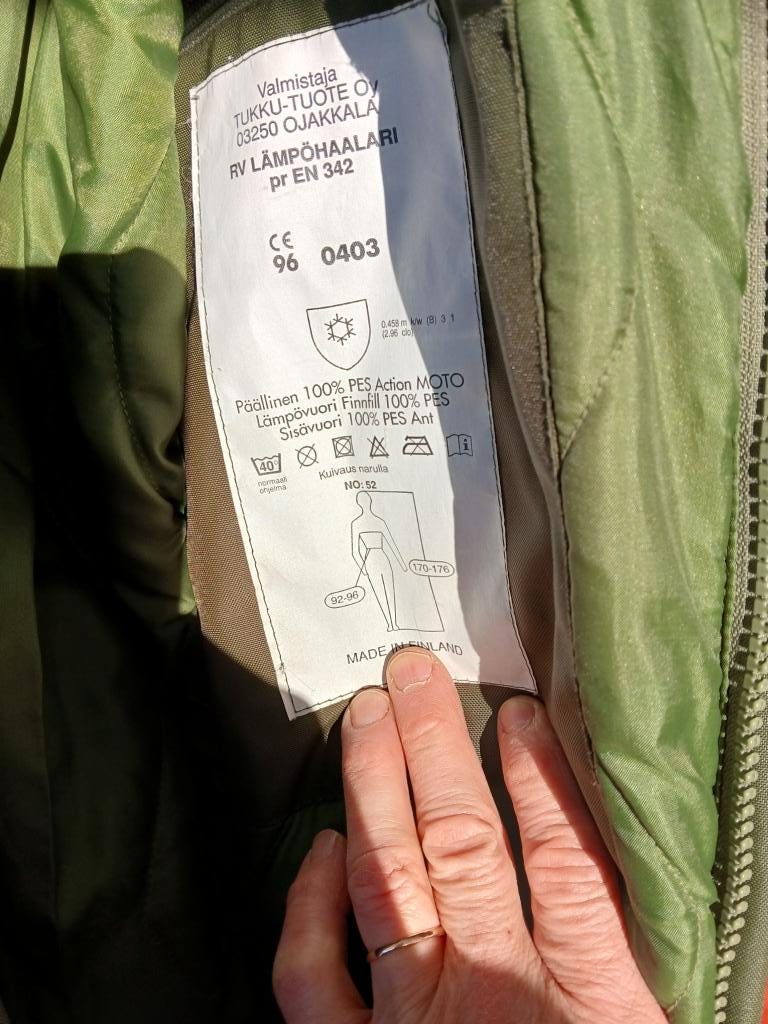 Valmistaja
TUKKU-TUOTE Oy
03250 OJAKKALA
RV LÄMPÖHAALARI
pr EN 342
CE
96 0403
0.458 m k/w (B) 3 1
(2.96 clo)
Päällinen 100% PES Action MOTO
Lämpövuori Finnfill 100% PES
Sisävuori 100% PES Ant
40°
normaali
ohjelma
Kuivaus narulla
NO: 52
170-176
92-96
MADE IN FINLAND